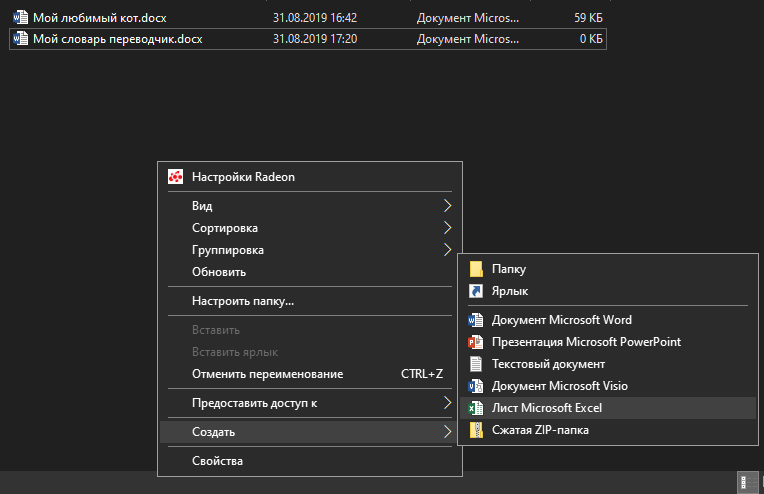 Мой любимый кот.docx 31.08.2019 16:42 Документ Micros... 59 КБ
Мой словарь переводчик.docx 31.08.2019 17:20 Документ Micros... 0 КБ
Настройки Radeon
Вид
Сортировка
Группировка
Обновить
Настроить папку...
Вставить
Вставить ярлык
Отменить переименование CTRL+Z
Предоставить доступ к
Создать
Свойства
Папку
Ярлык
Документ Microsoft Word
Презентация Microsoft PowerPoint
Текстовый документ
Документ Microsoft Visio
Лист Microsoft Excel
Сжатая ZIP-папка